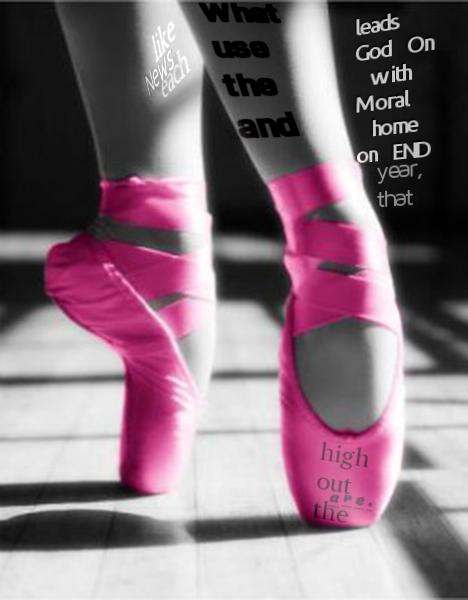 like
News
each
What
use
the
and
leads
God On
with
Moral
home
on END
year,
that
high
out
are.
the